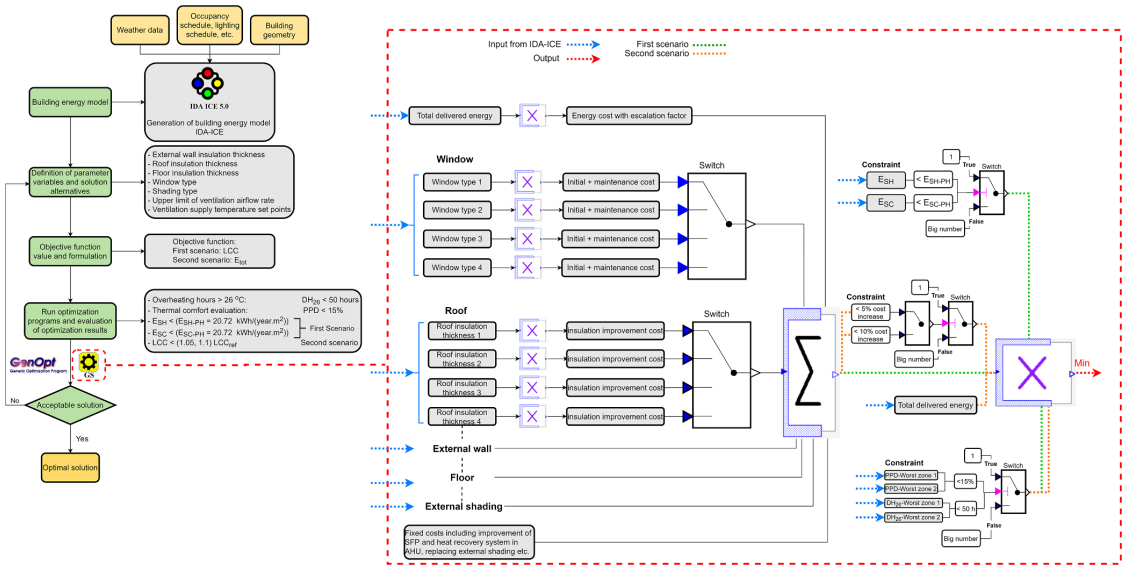 Weather data
Occupancy
schedule, lighting
schedule, etc.
Building
geometry
Building energy model
IDA ICE 5.0
Generation of building energy model
IDA-ICE
Definition of parameter
variables and solution
alternatives
- External wall insulation thickness
- Roof insulation thickness
- Floor insulation thickness
- Window type
- Shading type
- Upper limit of ventilation airflow rate
- Ventilation supply temperature set points
Objective function
value and formulation
Objective function:
First scenario: LCC
Second scenario: Etot
Run optimization
programs and evaluation
of optimization results
- Overheating hours > 26 ⁰C: DH26 < 50 hours
- Thermal comfort evaluation: PPD < 15%
- ESH < (ESH-PH = 20.72 kWh/(year.m²))
- ESC < (ESC-PH = 20.72 kWh/(year.m²))
First Scenario
- LCC < (1.05, 1.1) LCCref Second scenario
GenOpt
Genetic Optimization Program
GS
No
Acceptable solution
Yes
Optimal solution
Input from IDA-ICE
Output
First scenario
Second scenario
Total delivered energy
X
Energy cost with escalation factor
Window
Switch
Window type 1
X
Initial + maintenance cost
Window type 2
X
Initial + maintenance cost
Window type 3
X
Initial + maintenance cost
Window type 4
X
Initial + maintenance cost
Roof
Switch
Roof insulation
thickness 1
X
insulation improvement cost
Roof insulation
thickness 2
X
insulation improvement cost
Roof insulation
thickness 3
X
insulation improvement cost
Roof insulation
thickness 4
X
insulation improvement cost
External wall
Floor
External shading
Fixed costs including improvement of
SFP and heat recovery system in
AHU, replacing external shading etc.
Σ
Constraint
1
True
Switch
ESH
< ESH-PH
ESC
< ESC-PH
False
Big number
Constraint
1
True
Switch
< 5% cost
increase
< 10% cost
increase
False
Big number
Total delivered energy
X
Min
Constraint
1
True
Switch
PPD-Worst zone 1
PPD-Worst zone 2
<15%
DH26-Worst zone 1
DH26-Worst zone 2
< 50 h
False
Big number